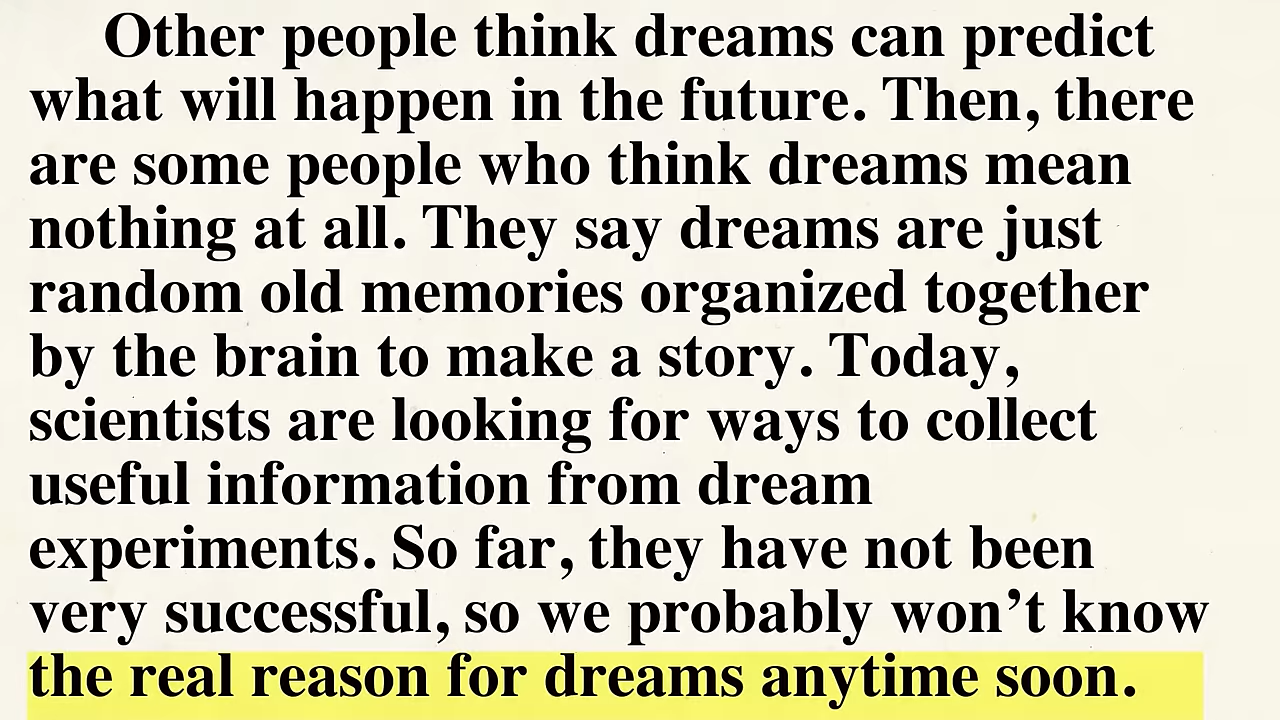 Other people think dreams can predict
what will happen in the future. Then, there
are some people who think dreams mean
nothing at all. They say dreams are just
random old memories organized together
by the brain to make a story. Today,
scientists are looking for ways to collect
useful information from dream
experiments. So far, they have not been
very successful, so we probably won’t know
the real reason for dreams anytime soon.